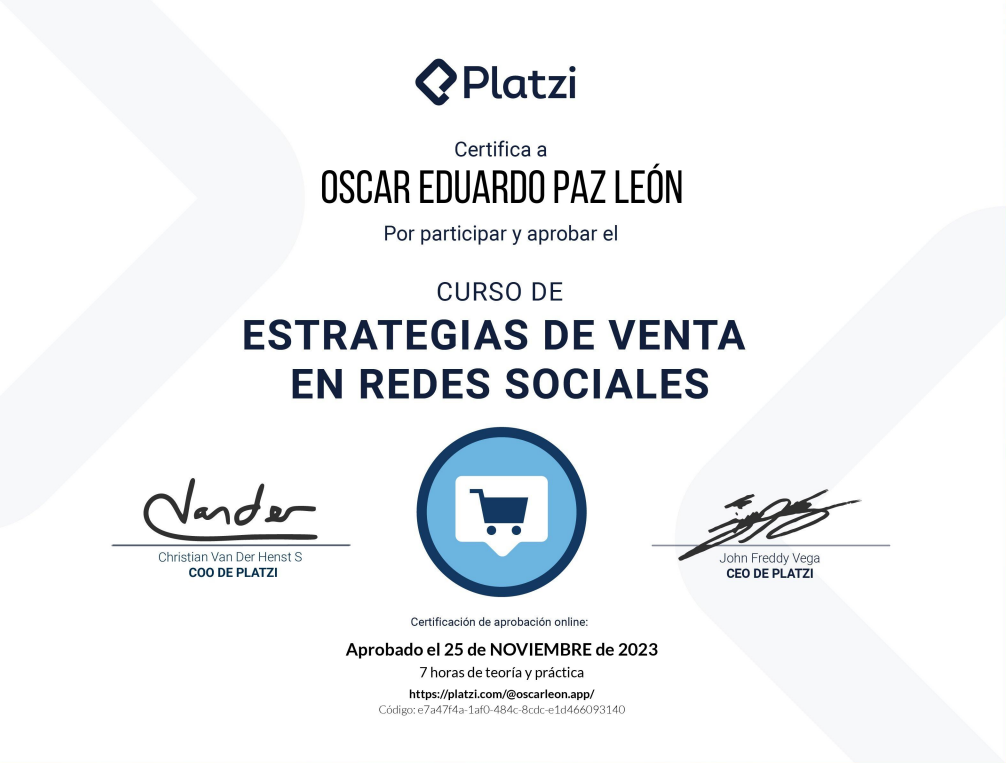 Platzi
Certifica a
OSCAR EDUARDO PAZ LEÓN
Por participar y aprobar el
CURSO DE
ESTRATEGIAS DE VENTA
EN REDES SOCIALES
Vander
Christian Van Der Henst S
COO DE PLATZI
John Freddy Vega
CEO DE PLATZI
Certificación de aprobación online:
Aprobado el 25 de NOVIEMBRE de 2023
7 horas de teoría y práctica
https://platzi.com/@oscarleon.app/
Código: e7a47f4a-1af0-484c-8cdc-e1d466093140